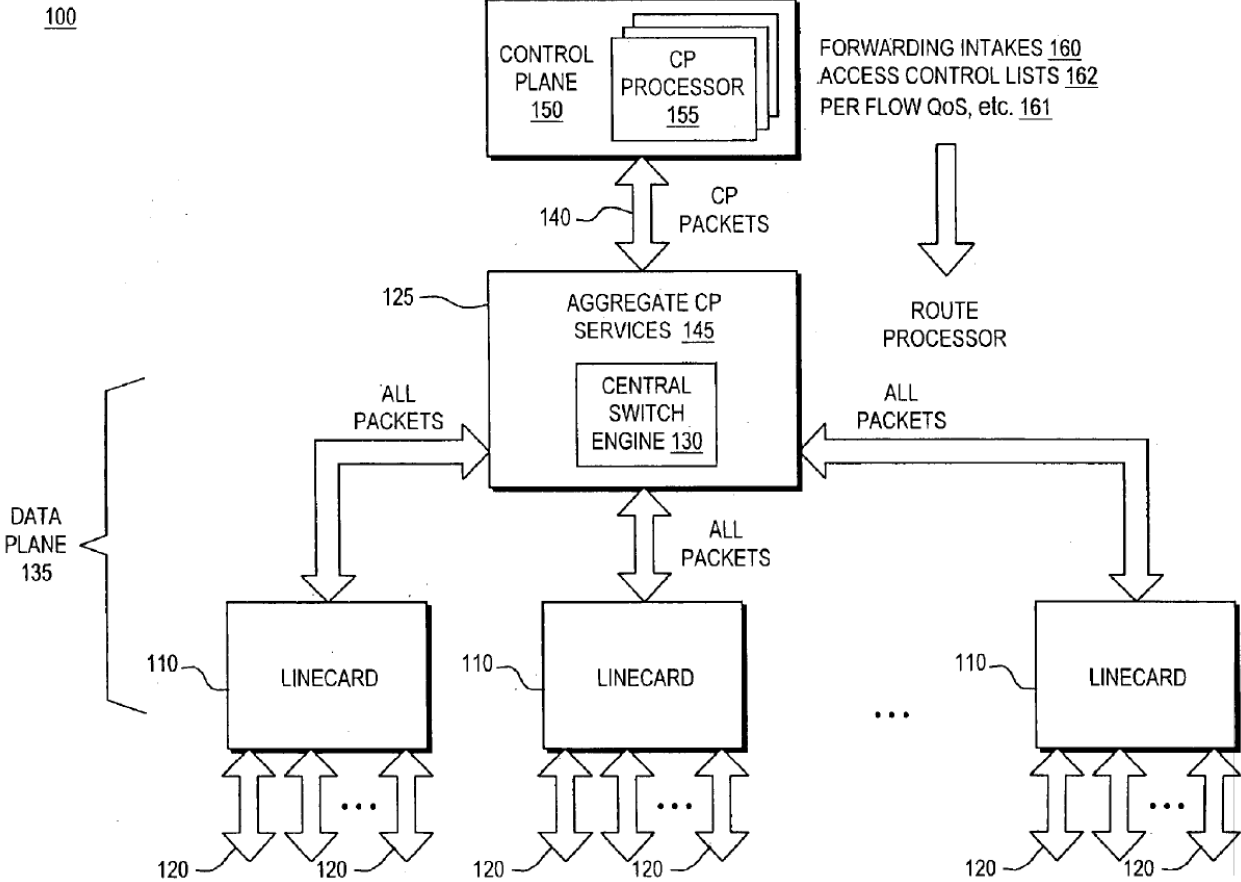 100
CONTROL
PLANE
150
CP
PROCESSOR
155
FORWARDING INTAKES 160
ACCESS CONTROL LISTS 162
PER FLOW QoS, etc. 161
140
CP
PACKETS
125
AGGREGATE CP
SERVICES 145
ROUTE
PROCESSOR
CENTRAL
SWITCH
ENGINE 130
ALL
PACKETS
ALL
PACKETS
ALL
PACKETS
DATA
PLANE
135
110
LINECARD
110
LINECARD
110
LINECARD
...
...
...
...
120
120
120
120
120
120